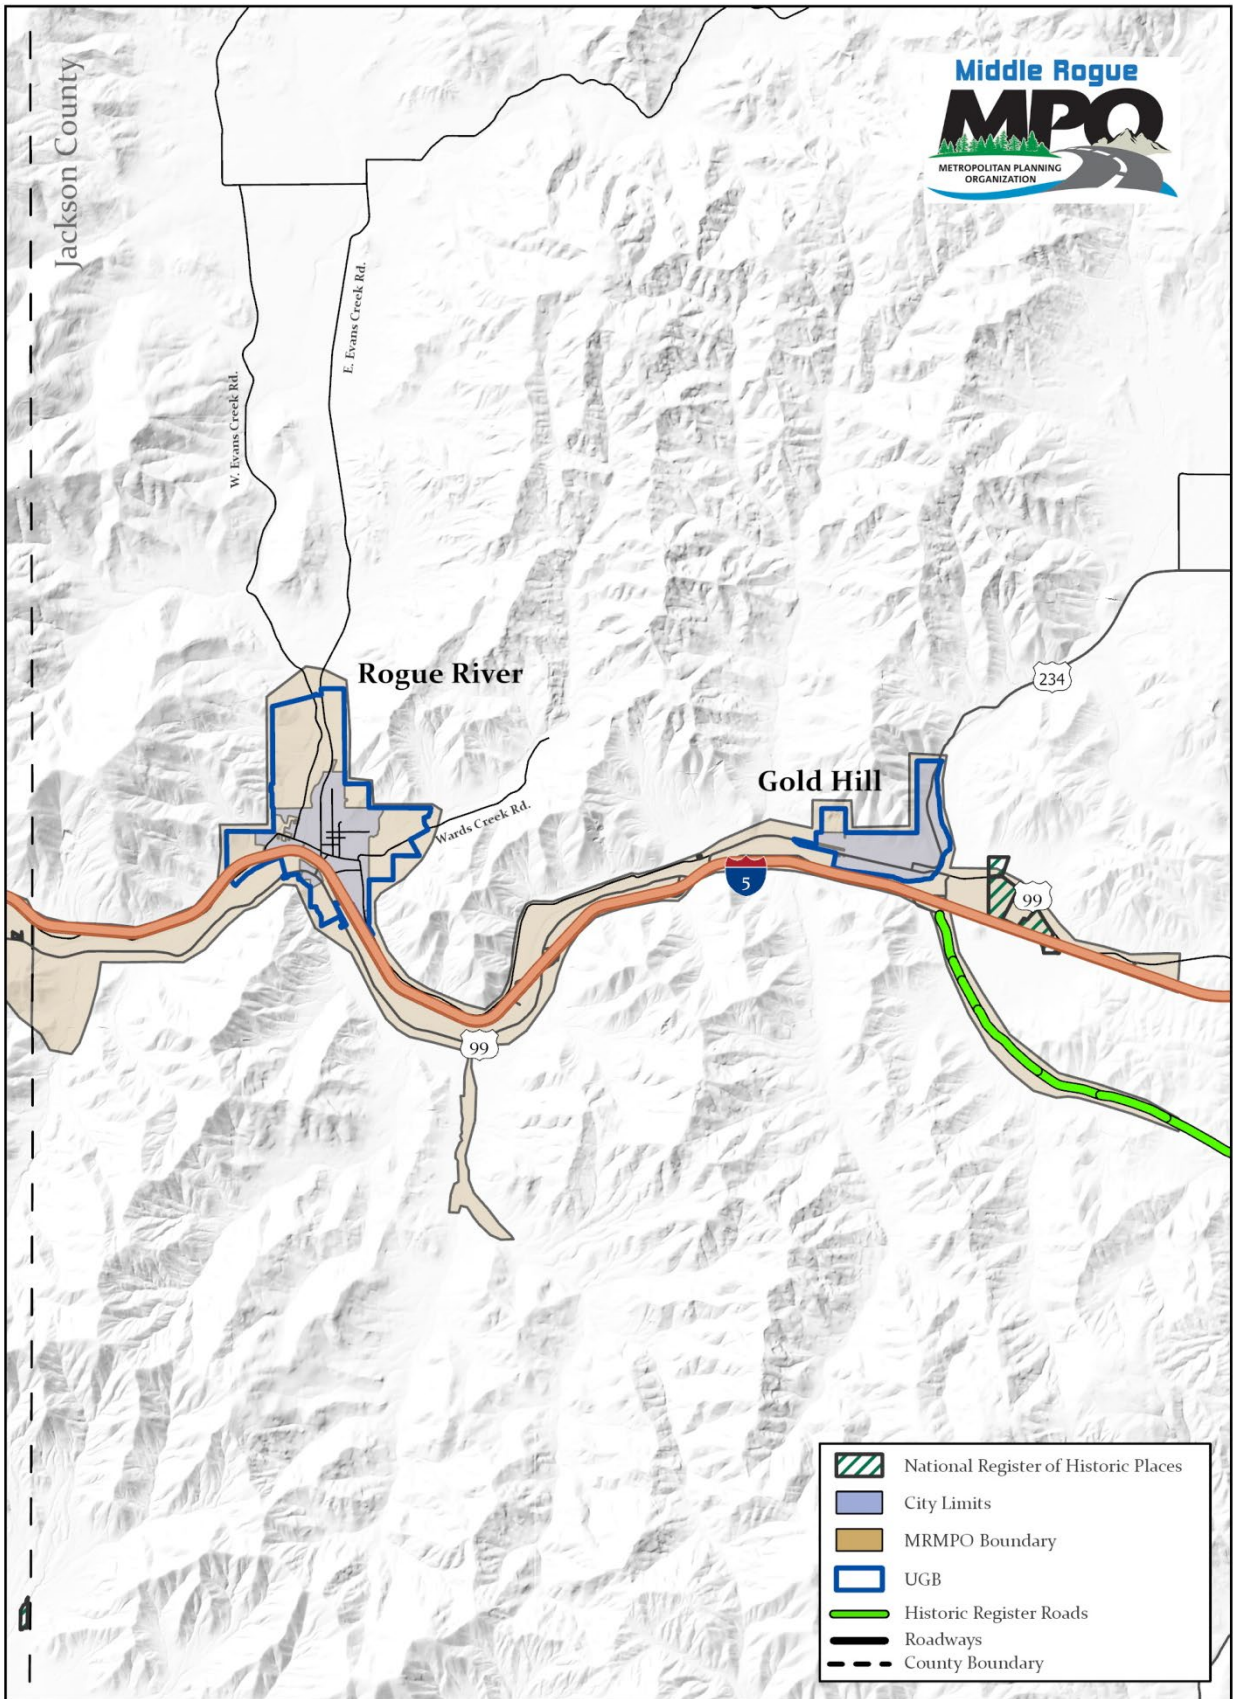 Middle Rogue
MPO
METROPOLITAN PLANNING
ORGANIZATION
Jackson County
E. Evans Creek Rd.
W. Evans Creek Rd.
Rogue River
234
Gold Hill
Wards Creek Rd.
5
99
99
National Register of Historic Places
City Limits
MRMPO Boundary
UGB
Historic Register Roads
Roadways
County Boundary